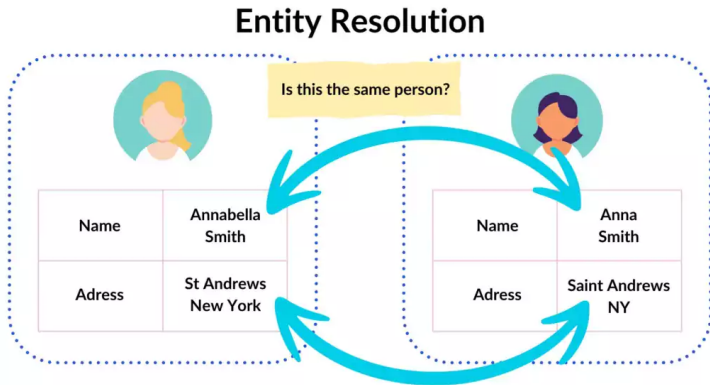 Entity Resolution
Is this the same person?
Name
Annabella
Smith
Adress
St Andrews
New York
Name
Anna
Smith
Adress
Saint Andrews
NY